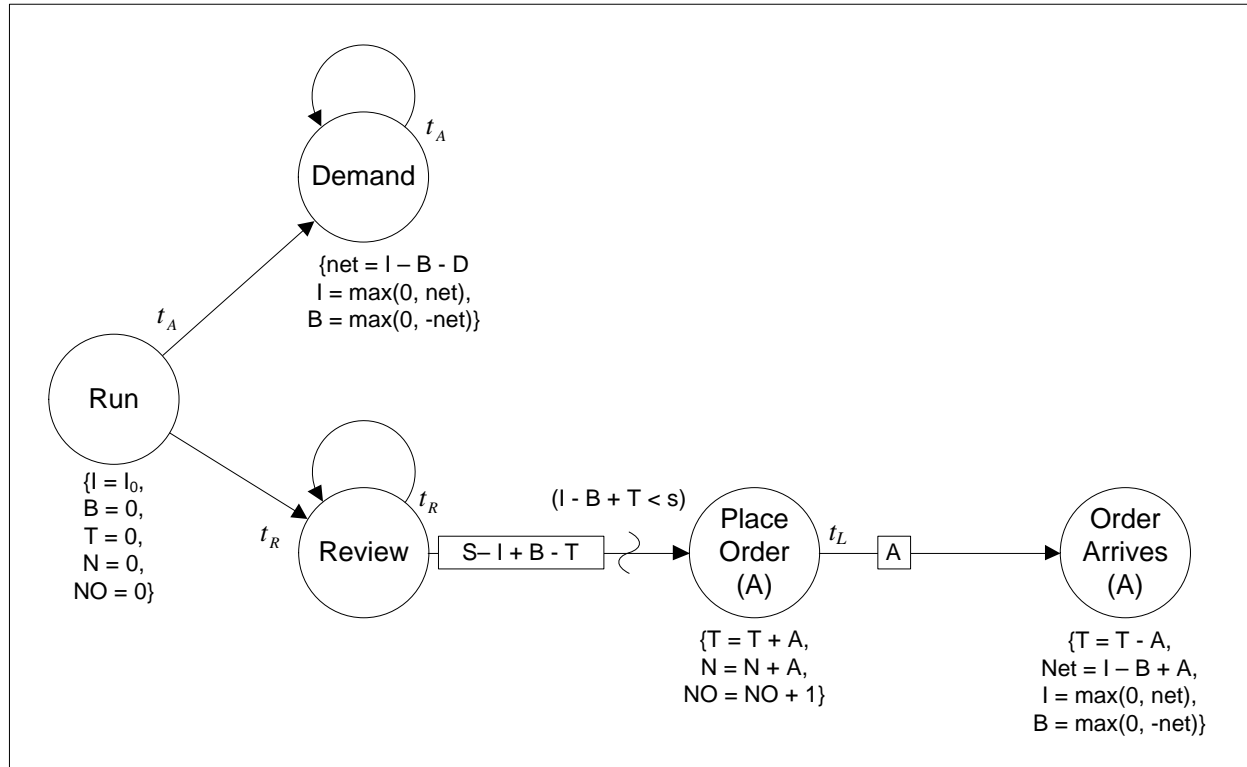 t_A
Demand
{net = I – B - D
I = max(0, net),
B = max(0, -net)}
t_A
Run
{I = I₀,
B = 0,
T = 0,
N = 0,
NO = 0}
t_R
t_R
Review
S– I + B - T
(I - B + T < s)
Place
Order
(A)
{T = T + A,
N = N + A,
NO = NO + 1}
t_L
A
Order
Arrives
(A)
{T = T - A,
Net = I – B + A,
I = max(0, net),
B = max(0, -net)}